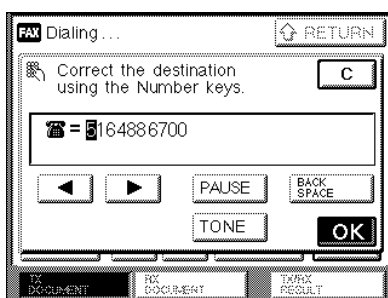 FAX Dialing... RETURN
Correct the destination
using the Number keys.
C
☎=5164886700
◀ ▶ PAUSE BACK
SPACE
TONE OK
TX
DOCUMENT
RX
DOCUMENT
TX/RX
RESULT